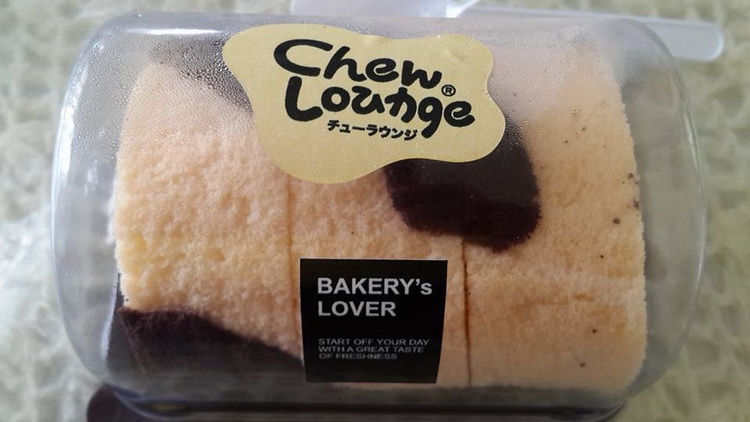 Chew
Lounge®
チューラウンジ
BAKERY's
LOVER
START OFF YOUR DAY
WITH A GREAT TASTE
OF FRESHNESS